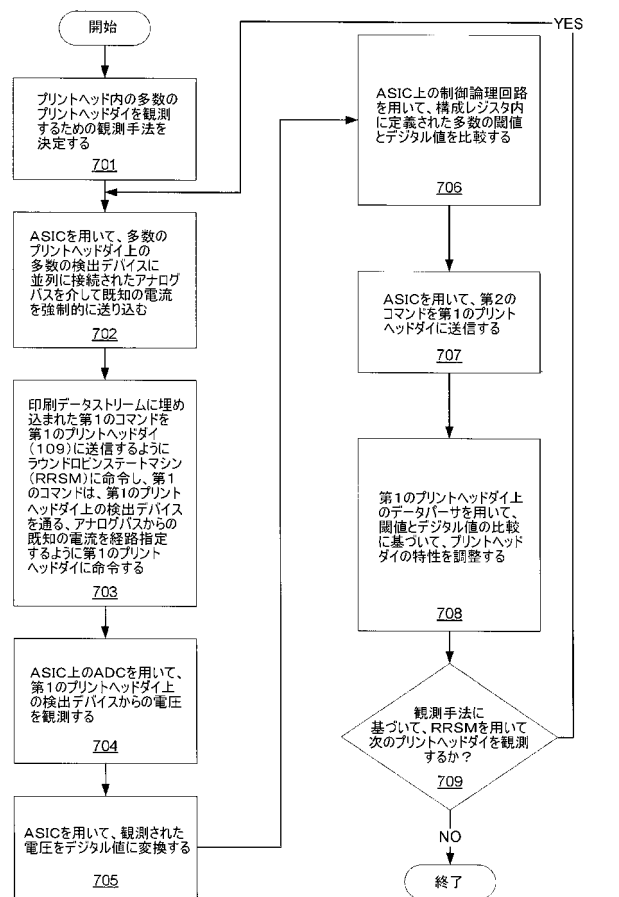 開始
プリントヘッド内の多数の
プリントヘッドダイを観測
するための観測手法を
決定する
701
ASICを用いて、多数の
プリントヘッドダイ上の
多数の検出デバイスに
並列に接続されたアナログ
バスを介して既知の電流
を強制的に送り込む
702
印刷データストリームに埋め
込まれた第1のコマンドを
第1のプリントヘッドダイ
(109)に送信するように
ラウンドロビンステートマシン
(RRSM)に命令し、第1
のコマンドは、第1のプリント
ヘッドダイ上の検出デバイス
を通る、アナログバスからの
既知の電流を経路指定
するように第1のプリント
ヘッドダイに命令する
703
ASIC上のADCを用いて、
第1のプリントヘッドダイ上
の検出デバイスからの電圧
を観測する
704
ASICを用いて、観測された
電圧をデジタル値に変換する
705
ASIC上の制御論理回路
を用いて、構成レジスタ内
に定義された多数の閾値
とデジタル値を比較する
706
ASICを用いて、第2の
コマンドを第1のプリント
ヘッドダイに送信する
707
第1のプリントヘッドダイ上
のデータパーサを用いて、
閾値とデジタル値の比較
に基づいて、プリントヘッド
ダイの特性を調整する
708
観測手法に
基づいて、RRSMを用いて
次のプリントヘッドダイを観測
するか?
709
YES
NO
終了